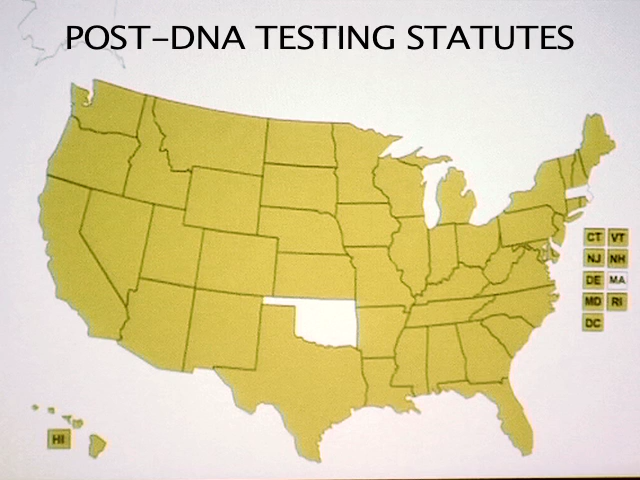 POST-DNA TESTING STATUTES
CT VT
NJ NH
DE MA
MD RI
DC
HI